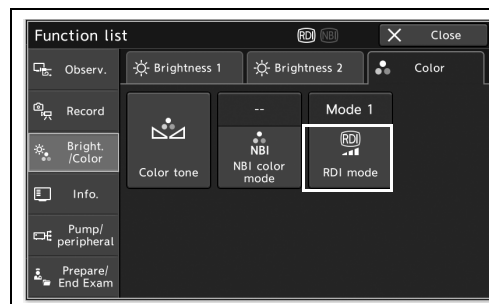 Function list
RDI NBI
Close
Observ.
Brightness 1
Brightness 2
Color
Record
--
Mode 1
Bright.
/Color
NBI
RDI
Color tone
NBI color
mode
RDI mode
Info.
Pump/
peripheral
Prepare/
End Exam